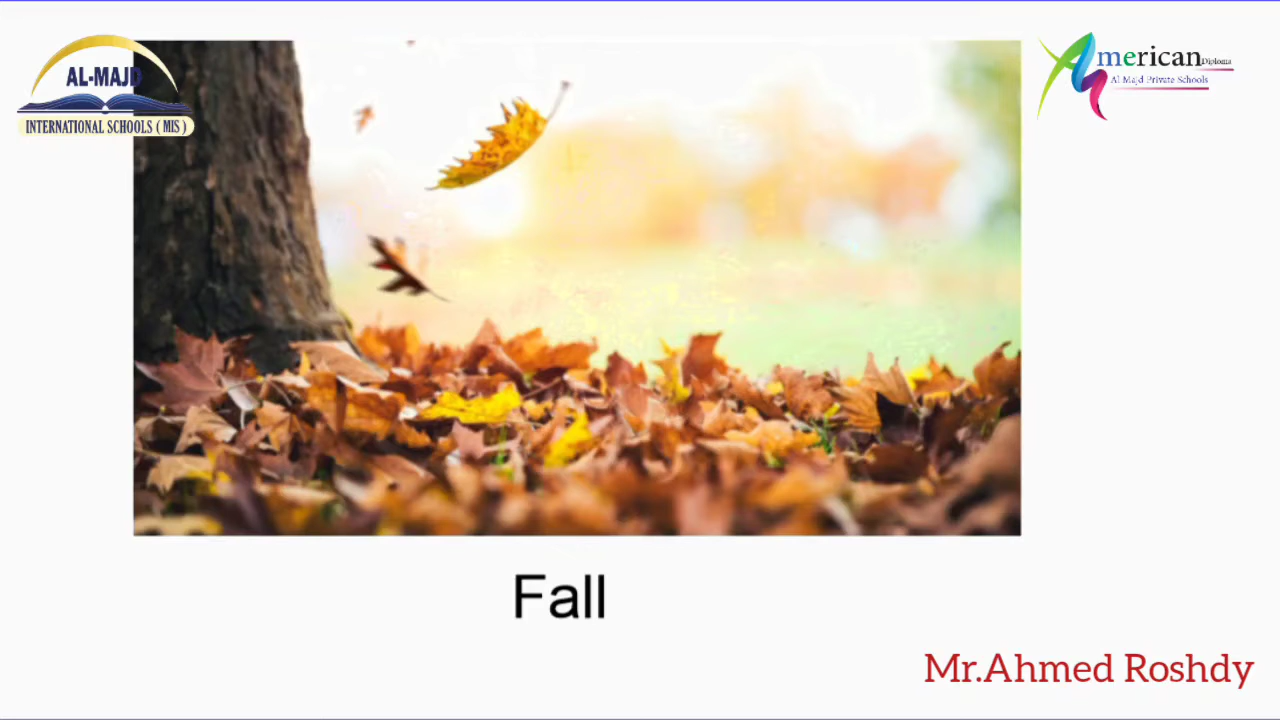 AL-MAJD
INTERNATIONAL SCHOOLS ( MIS )
American Diploma
Al Majd Private Schools
Fall
Mr.Ahmed Roshdy